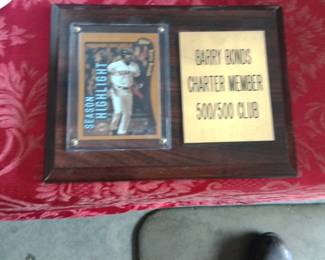 SEASON
HIGHLIGHT
BARRY BONDS
CHARTER MEMBER
500/500 CLUB